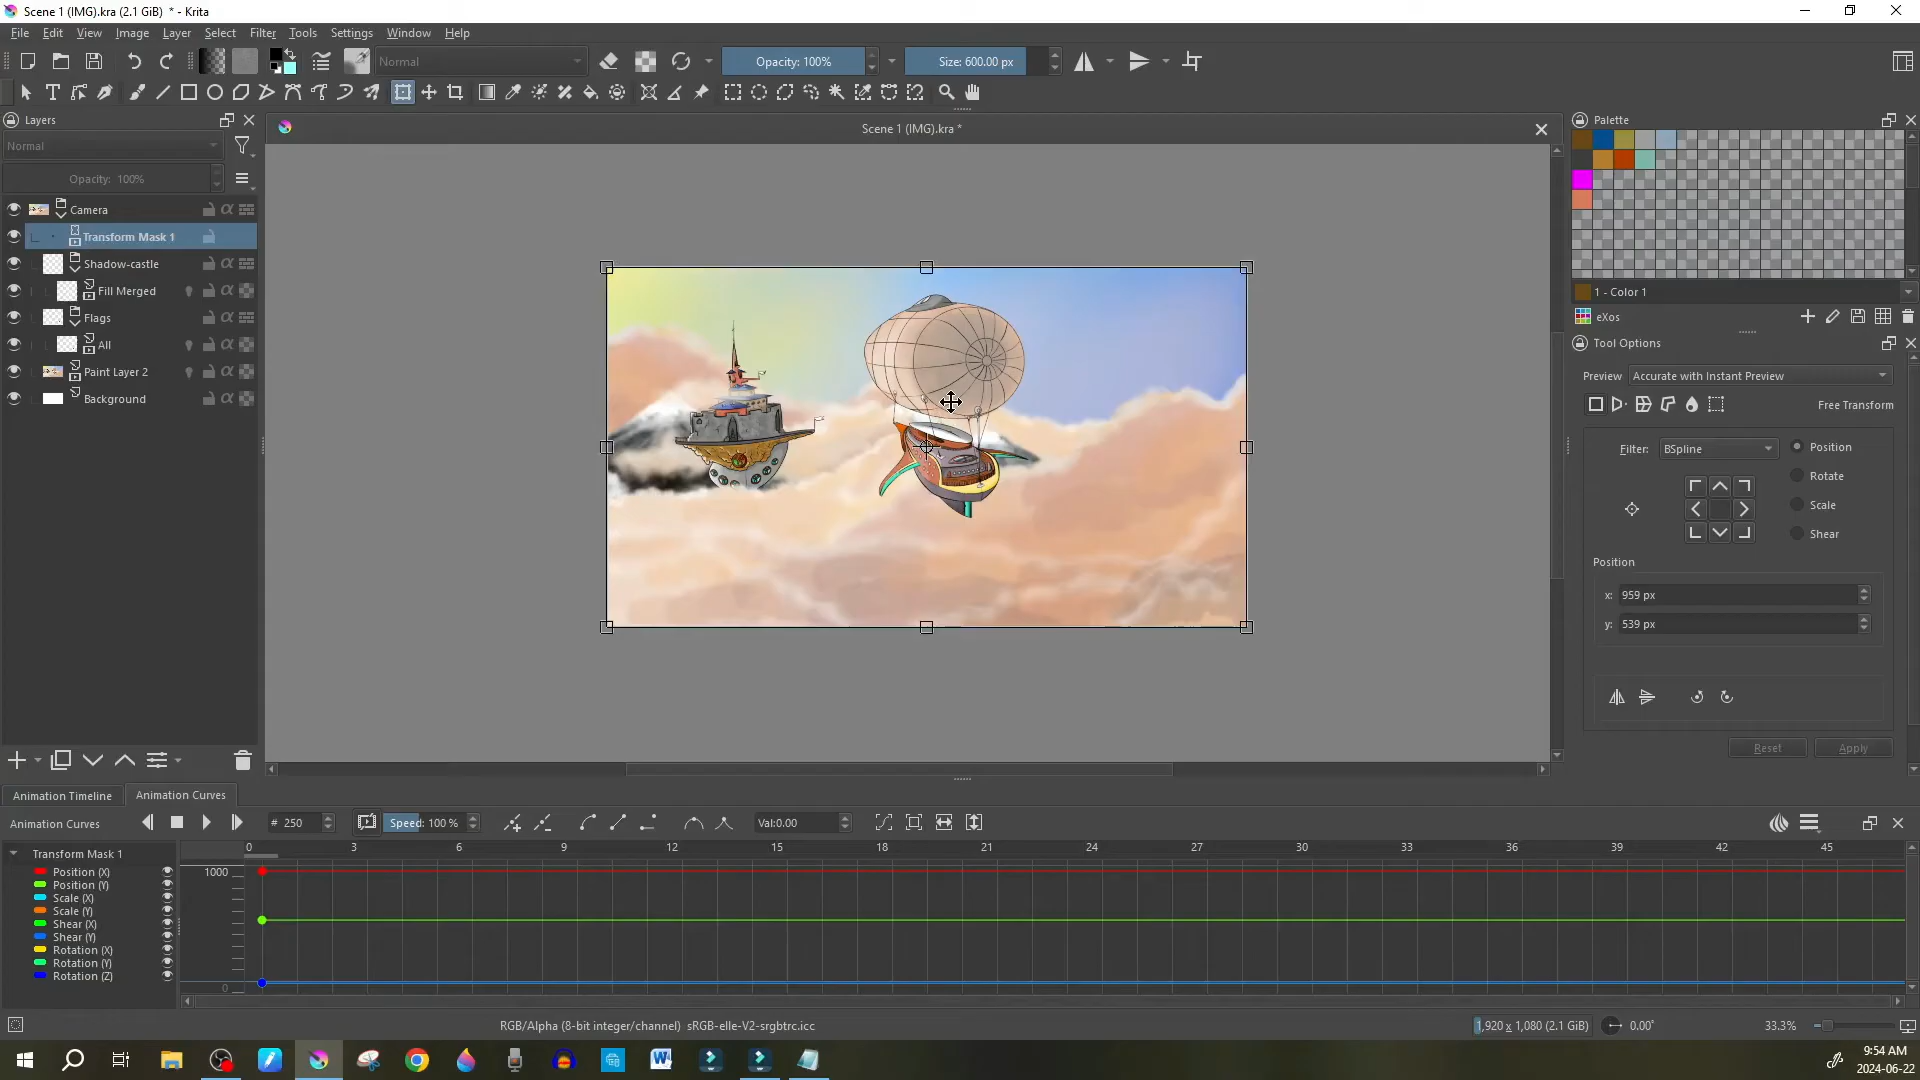 Scene 1 (IMG).kra (2.1 GiB) * - Krita
File Edit View Image Layer Select Filter Tools Settings Window Help
Normal Opacity: 100% Size: 600.00 px
Layers
Scene 1 (IMG).kra *
Palette
Normal
Opacity: 100%
Camera
Transform Mask 1
Shadow-castle
Fill Merged
Flags
All
Paint Layer 2
Background
1 - Color 1
eXos
Tool Options
Preview Accurate with Instant Preview
Free Transform
Filter: BSpline
Position
Rotate
Scale
Shear
Position
x: 959 px
y: 539 px
Reset Apply
Animation Timeline Animation Curves
Animation Curves # 250 Speed: 100 % Val:0.00
0 3 6 9 12 15 18 21 24 27 30 33 36 39 42 45
Transform Mask 1
1000
0
Position (X)
Position (Y)
Scale (X)
Scale (Y)
Shear (X)
Shear (Y)
Rotation (X)
Rotation (Y)
Rotation (Z)
RGB/Alpha (8-bit integer/channel) sRGB-elle-V2-srgbtrc.icc
1,920 x 1,080 (2.1 GiB) 0.00° 33.3%
9:54 AM
2024-06-22